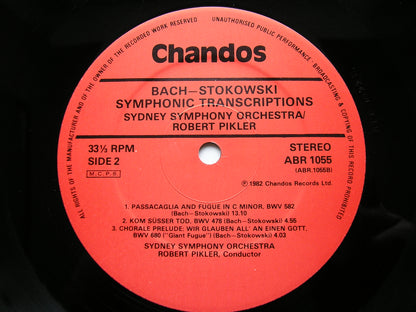 ALL RIGHTS OF THE MANUFACTURER AND OF THE OWNER OF THE RECORDED WORK RESERVED
UNAUTHORISED PUBLIC PERFORMANCE, BROADCASTING & COPYING OF THIS RECORD PROHIBITED
Chandos
BACH—STOKOWSKI
SYMPHONIC TRANSCRIPTIONS
SYDNEY SYMPHONY ORCHESTRA/
ROBERT PIKLER
33⅓ RPM
SIDE 2
M.C.P.S.
STEREO
ABR 1055
(ABR.1055B)
℗ 1982 Chandos Records Ltd.
1. PASSACAGLIA AND FUGUE IN C MINOR, BWV 582
(Bach—Stokowski) 13.10
2. KOM SÜSSER TOD, BWV 478 (Bach—Stokowski) 4.55
3. CHORALE PRELUDE: WIR GLAUBEN ALL' AN EINEN GOTT,
BWV 680 ("Giant Fugue") (Bach—Stokowski) 4.03
SYDNEY SYMPHONY ORCHESTRA
ROBERT PIKLER, Conductor